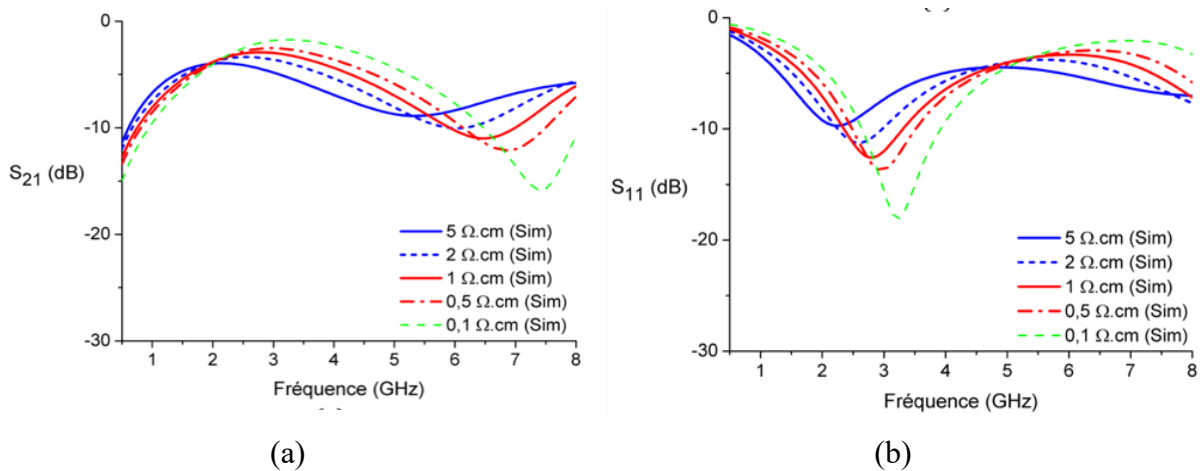 0
-10
-20
-30
S21 (dB)
5 Ω.cm (Sim)
2 Ω.cm (Sim)
1 Ω.cm (Sim)
0,5 Ω.cm (Sim)
0,1 Ω.cm (Sim)
1 2 3 4 5 6 7 8
Fréquence (GHz)
(a)
0
-5
-10
-15
-20
-25
-30
S11 (dB)
5 Ω.cm (Sim)
2 Ω.cm (Sim)
1 Ω.cm (Sim)
0,5 Ω.cm (Sim)
0,1 Ω.cm (Sim)
1 2 3 4 5 6 7 8
Fréquence (GHz)
(b)